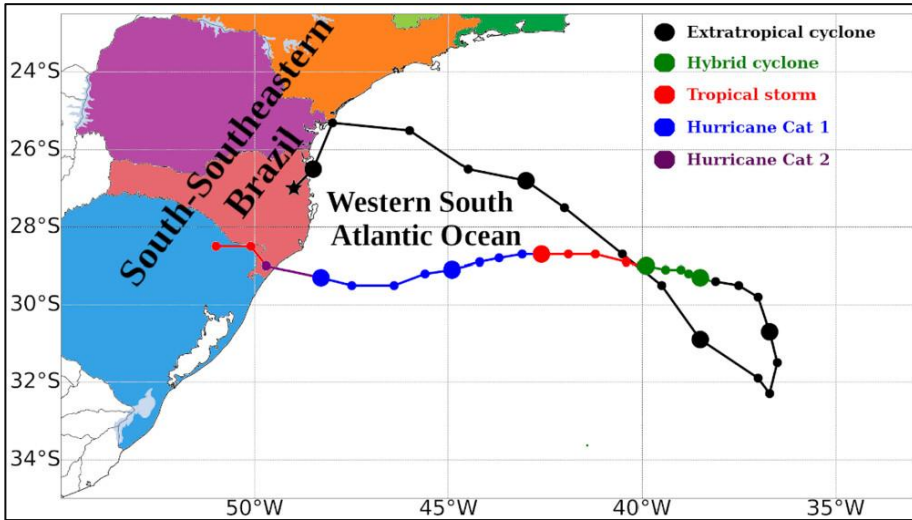 24°S
26°S
28°S
30°S
32°S
34°S
50°W
45°W
40°W
35°W
South-Southeastern
Brazil
Western South
Atlantic Ocean
Extratropical cyclone
Hybrid cyclone
Tropical storm
Hurricane Cat 1
Hurricane Cat 2